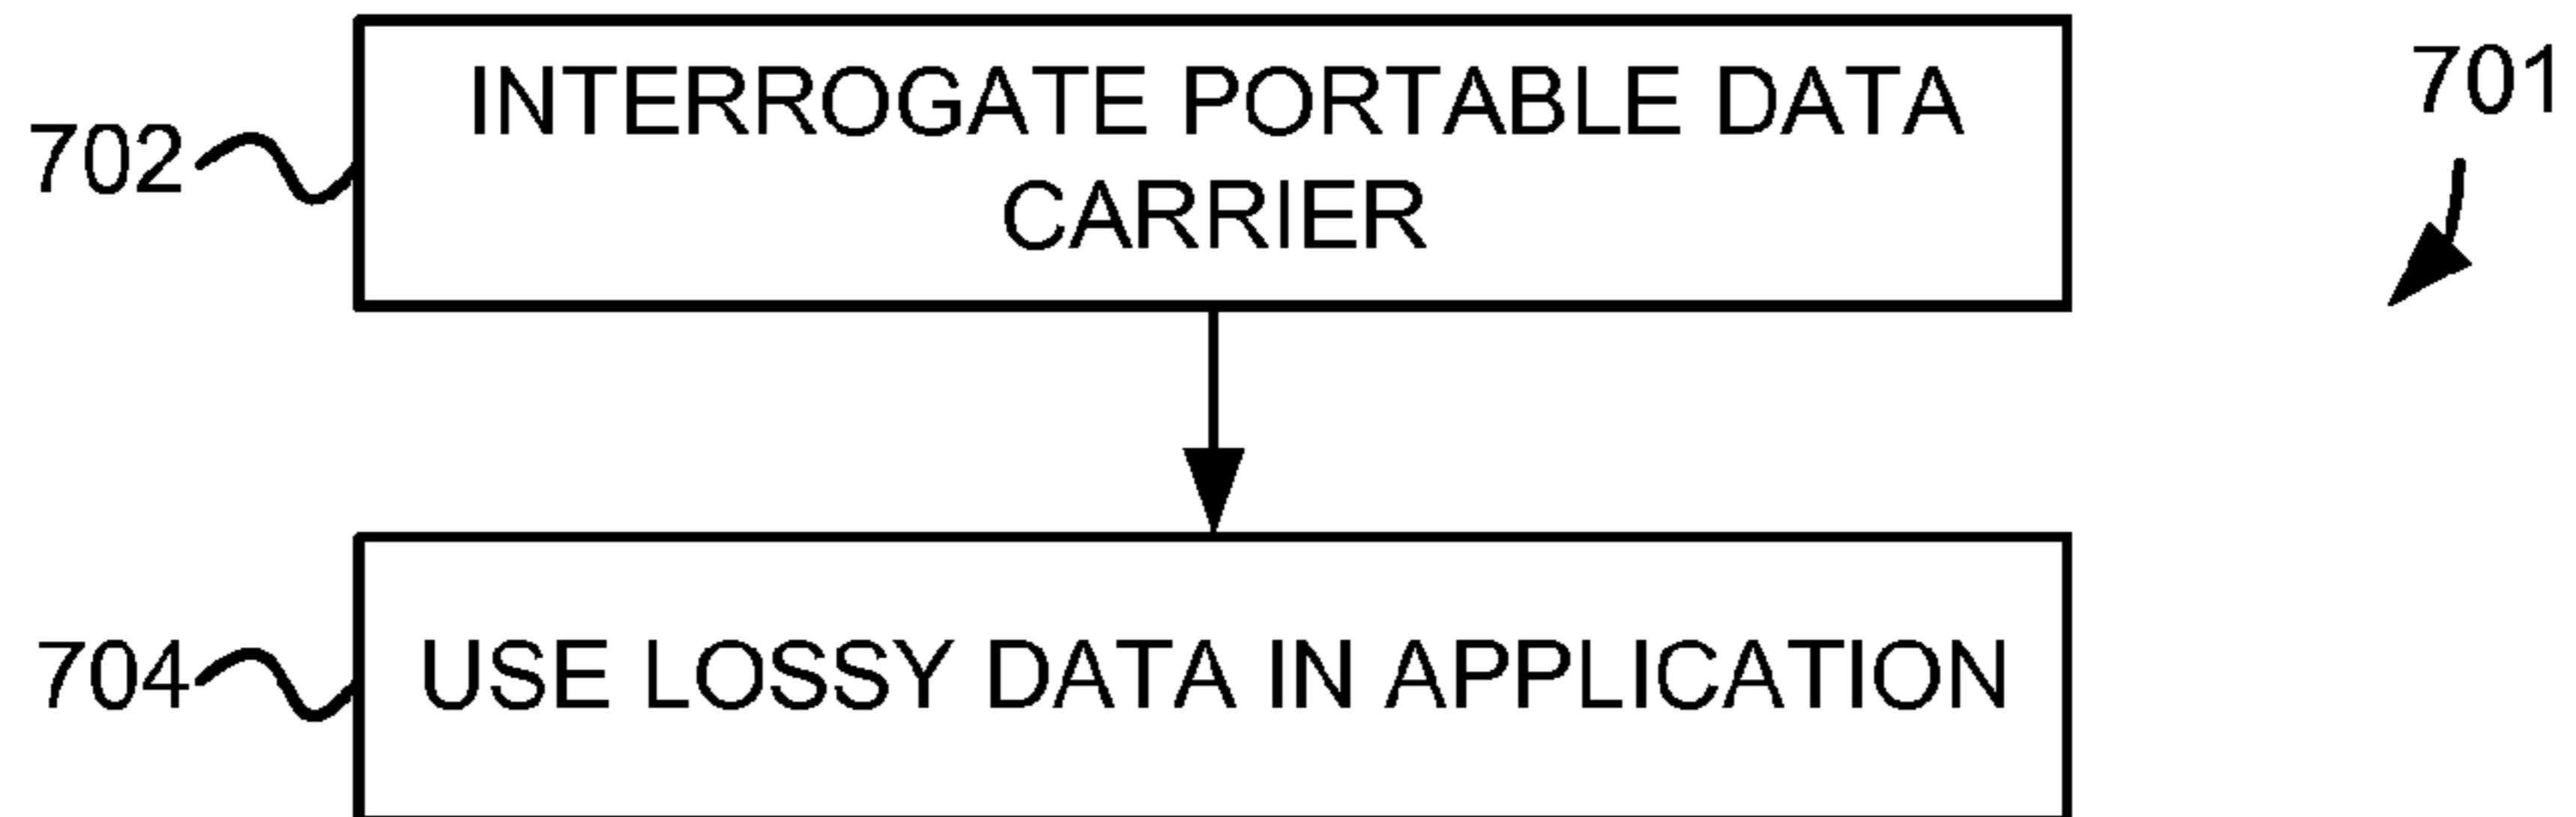 INTERROGATE PORTABLE DATA
CARRIER
701
702
USE LOSSY DATA IN APPLICATION
704